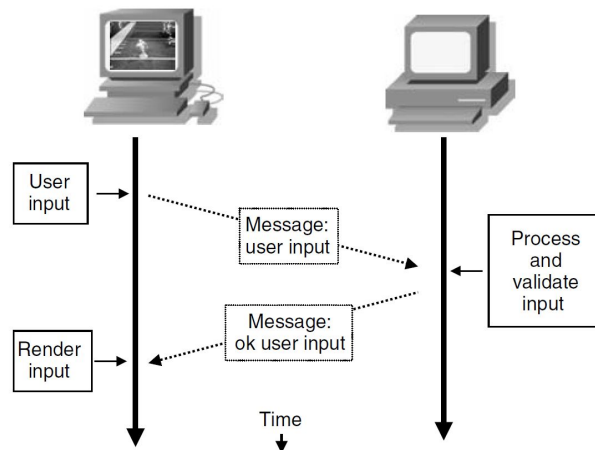 User
input
Message:
user input
Process
and
validate
input
Message:
ok user input
Render
input
Time